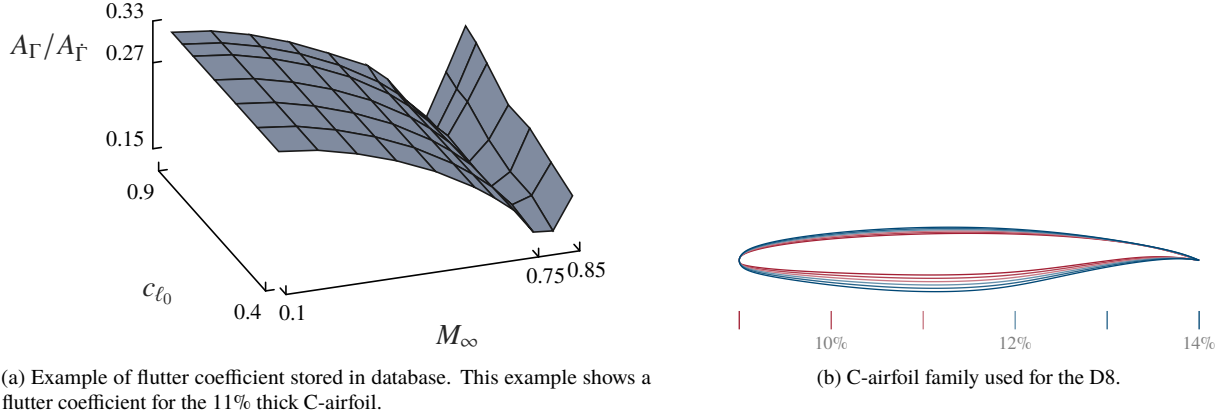 0.33
A_Γ/A_Γ̇
0.27
0.15
0.9
c_ℓ₀
0.4
0.1
0.75
0.85
M_∞
10%
12%
14%
(a) Example of flutter coefficient stored in database. This example shows a
flutter coefficient for the 11% thick C-airfoil.
(b) C-airfoil family used for the D8.